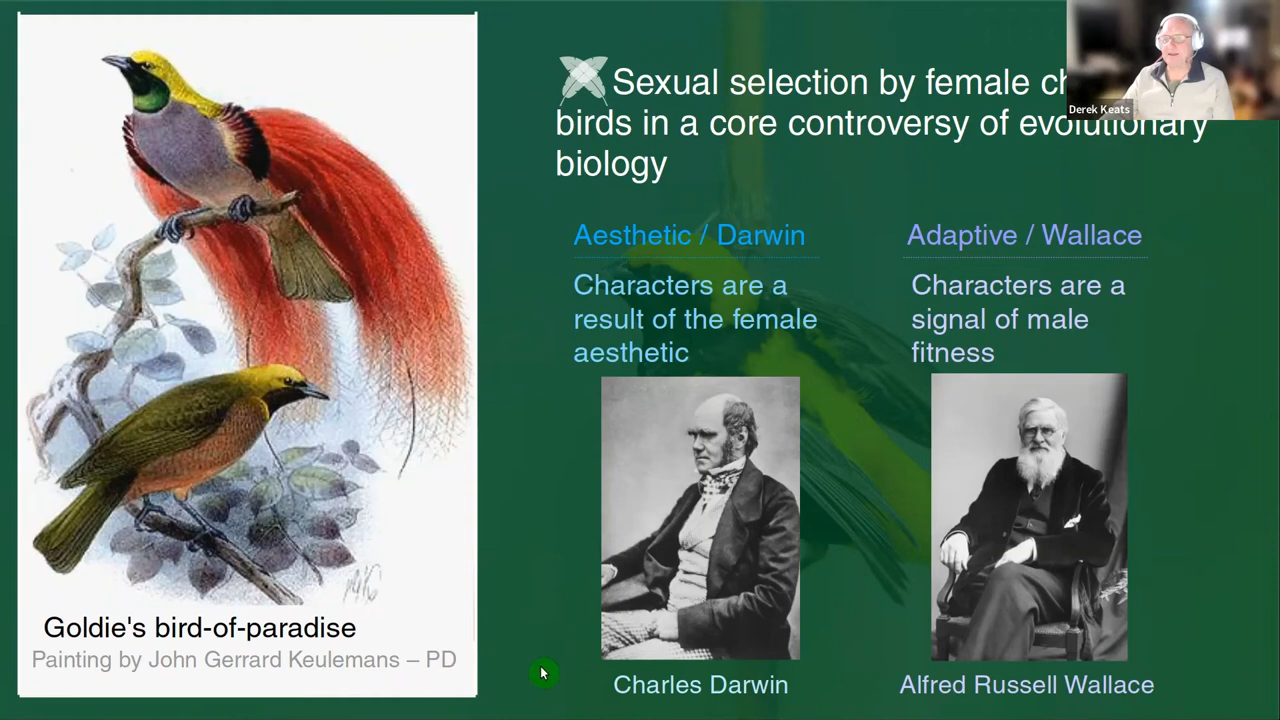 Sexual selection by female
birds in a core controversy of evolutionary
biology
Derek Keats
Aesthetic / Darwin
Characters are a
result of the female
aesthetic
Adaptive / Wallace
Characters are a
signal of male
fitness
Goldie's bird-of-paradise
Painting by John Gerrard Keulemans – PD
Charles Darwin
Alfred Russell Wallace